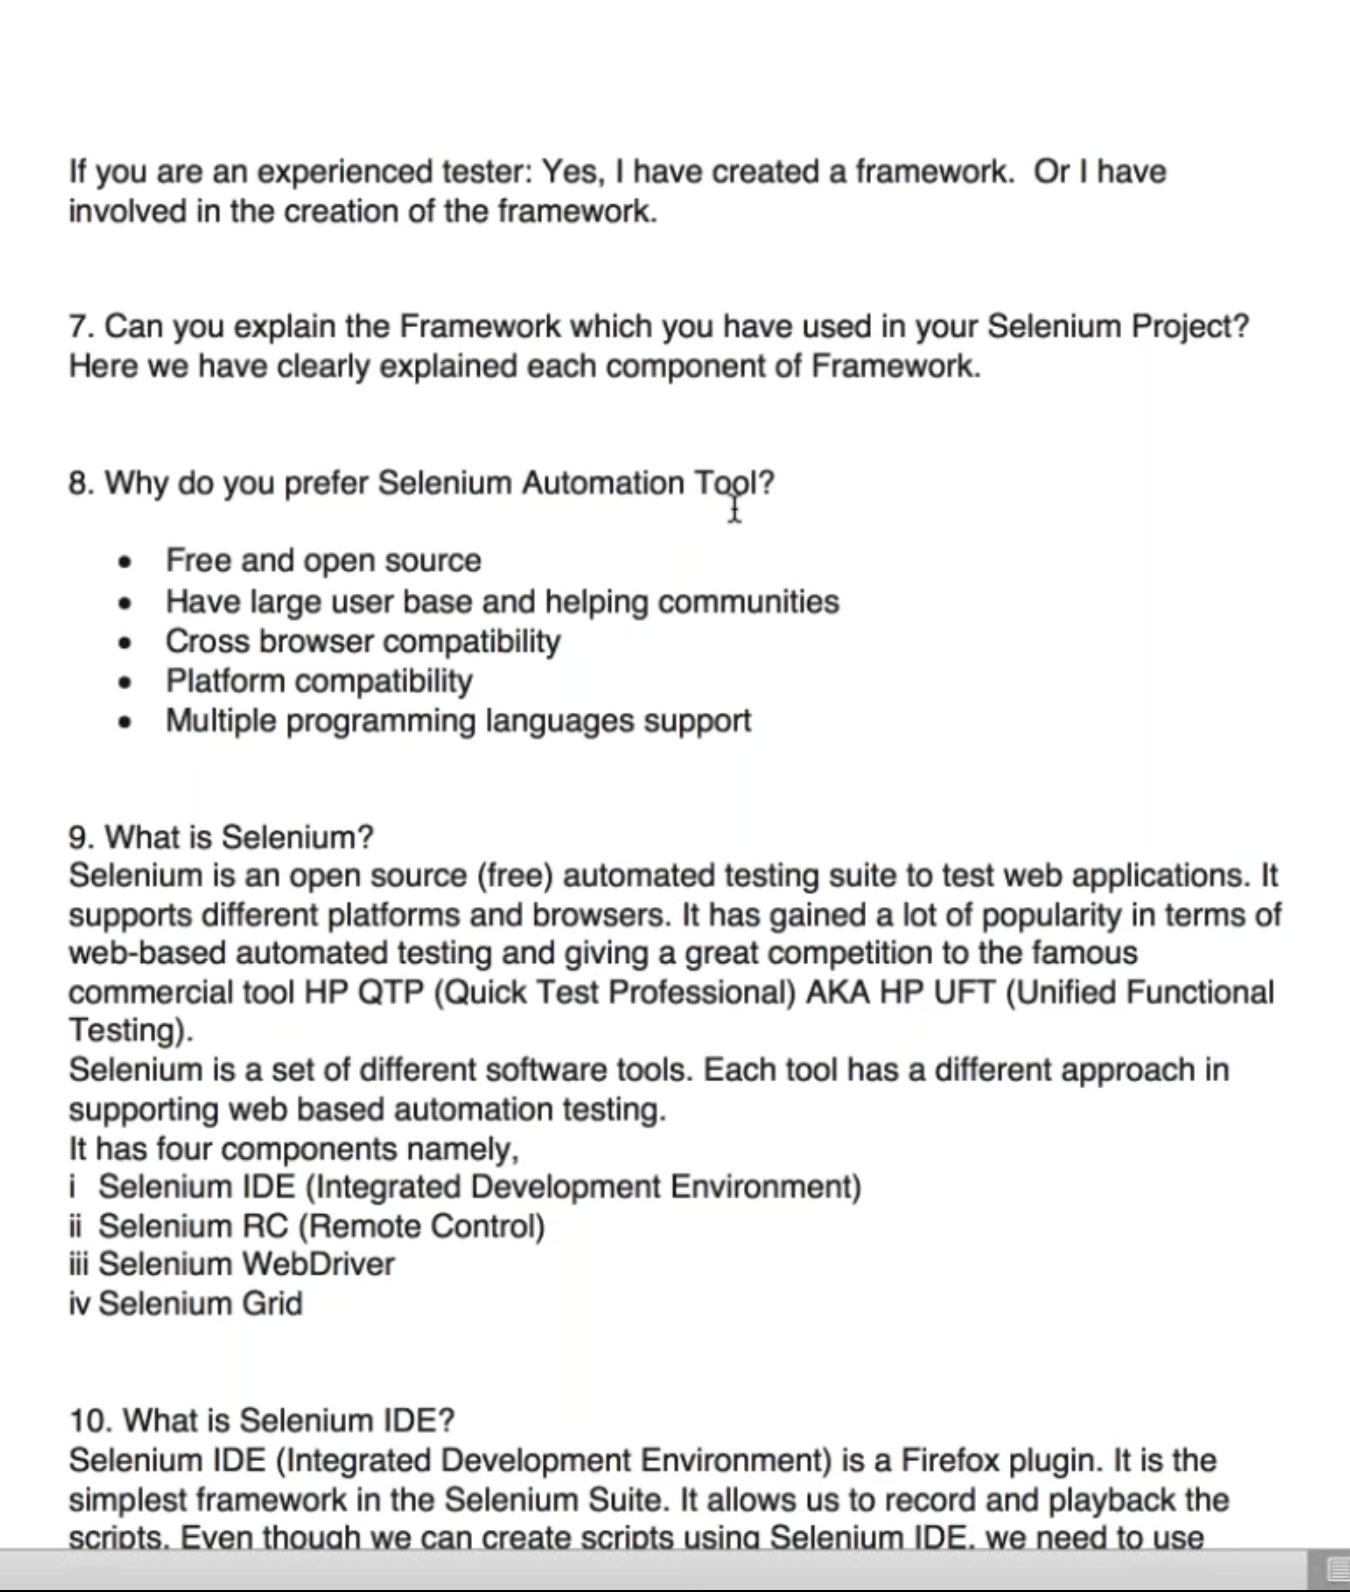 If you are an experienced tester: Yes, I have created a framework.  Or I have
involved in the creation of the framework.
7. Can you explain the Framework which you have used in your Selenium Project?
Here we have clearly explained each component of Framework.
8. Why do you prefer Selenium Automation Tool?
• Free and open source
• Have large user base and helping communities
• Cross browser compatibility
• Platform compatibility
• Multiple programming languages support
9. What is Selenium?
Selenium is an open source (free) automated testing suite to test web applications. It
supports different platforms and browsers. It has gained a lot of popularity in terms of
web-based automated testing and giving a great competition to the famous
commercial tool HP QTP (Quick Test Professional) AKA HP UFT (Unified Functional
Testing).
Selenium is a set of different software tools. Each tool has a different approach in
supporting web based automation testing.
It has four components namely,
i  Selenium IDE (Integrated Development Environment)
ii  Selenium RC (Remote Control)
iii Selenium WebDriver
iv Selenium Grid
10. What is Selenium IDE?
Selenium IDE (Integrated Development Environment) is a Firefox plugin. It is the
simplest framework in the Selenium Suite. It allows us to record and playback the
scripts. Even though we can create scripts using Selenium IDE, we need to use